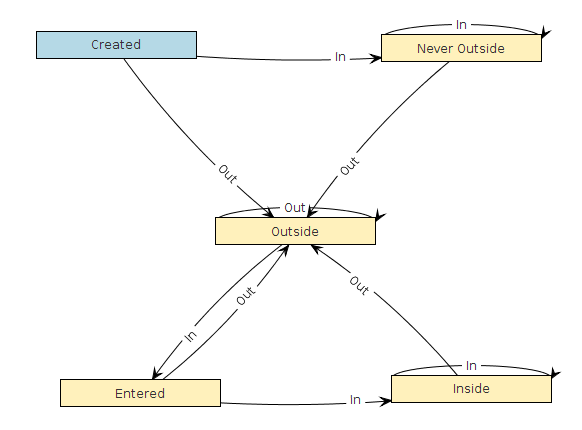 In
Created
Never Outside
In
Out
Out
Out
Outside
Out
Out
In
In
Inside
Entered
In